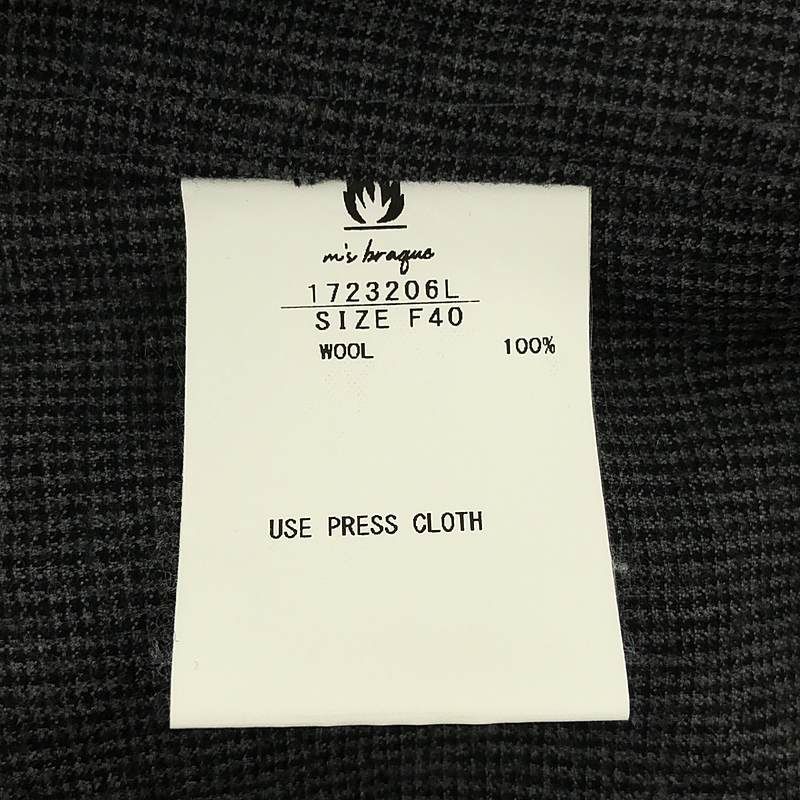 m's braque
1723206L
SIZE F40
WOOL 100%
USE PRESS CLOTH